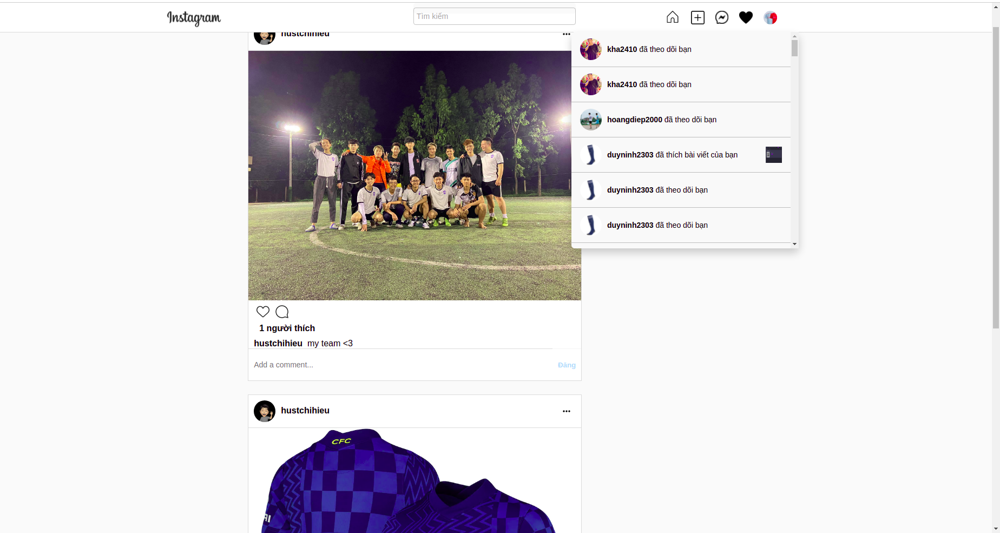 Instagram
Tìm kiếm
hustchihieu
kha2410 đã theo dõi bạn
kha2410 đã theo dõi bạn
hoangdiep2000 đã theo dõi bạn
duyninh2303 đã thích bài viết của bạn
duyninh2303 đã theo dõi bạn
duyninh2303 đã theo dõi bạn
1 người thích
hustchihieu my team <3
Add a comment...
Đăng
hustchihieu
CFC